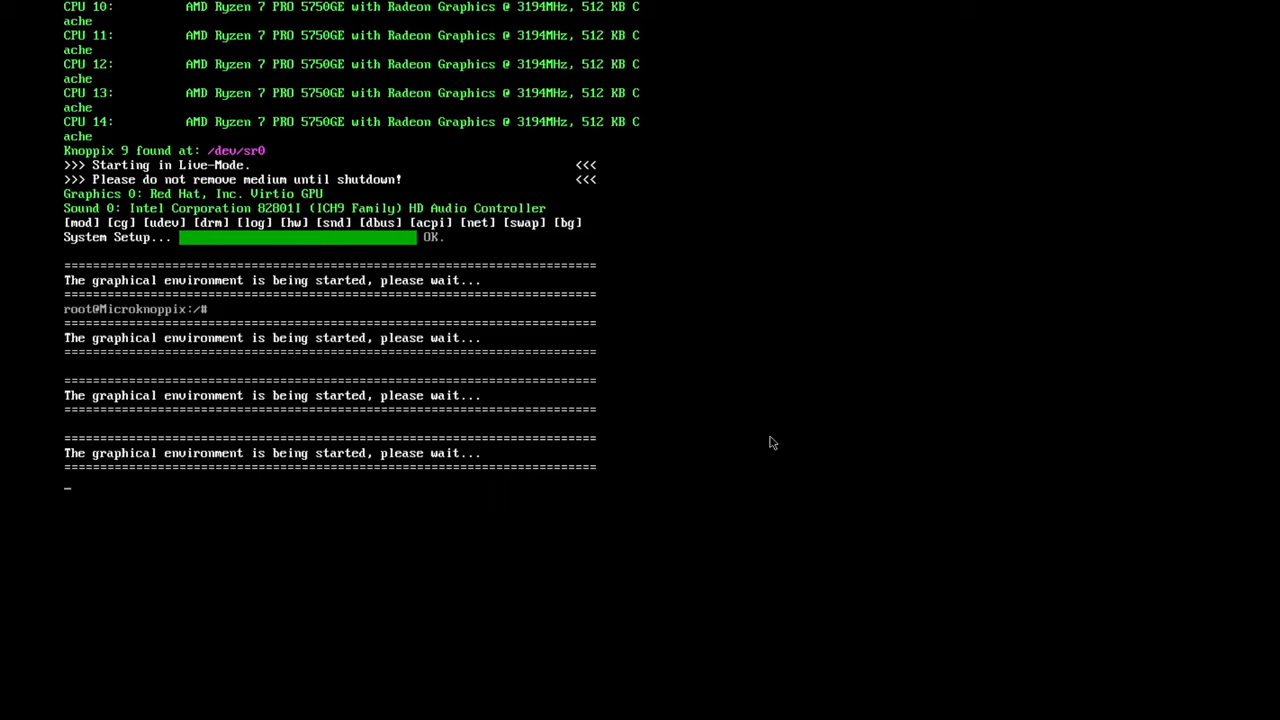 CPU 10:          AMD Ryzen 7 PRO 5750GE with Radeon Graphics @ 3194MHz, 512 KB C
ache
CPU 11:          AMD Ryzen 7 PRO 5750GE with Radeon Graphics @ 3194MHz, 512 KB C
ache
CPU 12:          AMD Ryzen 7 PRO 5750GE with Radeon Graphics @ 3194MHz, 512 KB C
ache
CPU 13:          AMD Ryzen 7 PRO 5750GE with Radeon Graphics @ 3194MHz, 512 KB C
ache
CPU 14:          AMD Ryzen 7 PRO 5750GE with Radeon Graphics @ 3194MHz, 512 KB C
ache
Knoppix 9 found at: /dev/sr0
>>> Starting in Live-Mode.                                             <<<
>>> Please do not remove medium until shutdown!                        <<<
Graphics 0: Red Hat, Inc. Virtio GPU
Sound 0: Intel Corporation 82801I (ICH9 Family) HD Audio Controller
[mod] [cg] [udev] [drm] [log] [hw] [snd] [dbus] [acpi] [net] [swap] [bg]
System Setup... OK.
==========================================================================
The graphical environment is being started, please wait...
==========================================================================
root@Microknoppix:/#
==========================================================================
The graphical environment is being started, please wait...
==========================================================================
==========================================================================
The graphical environment is being started, please wait...
==========================================================================
==========================================================================
The graphical environment is being started, please wait...
==========================================================================
_